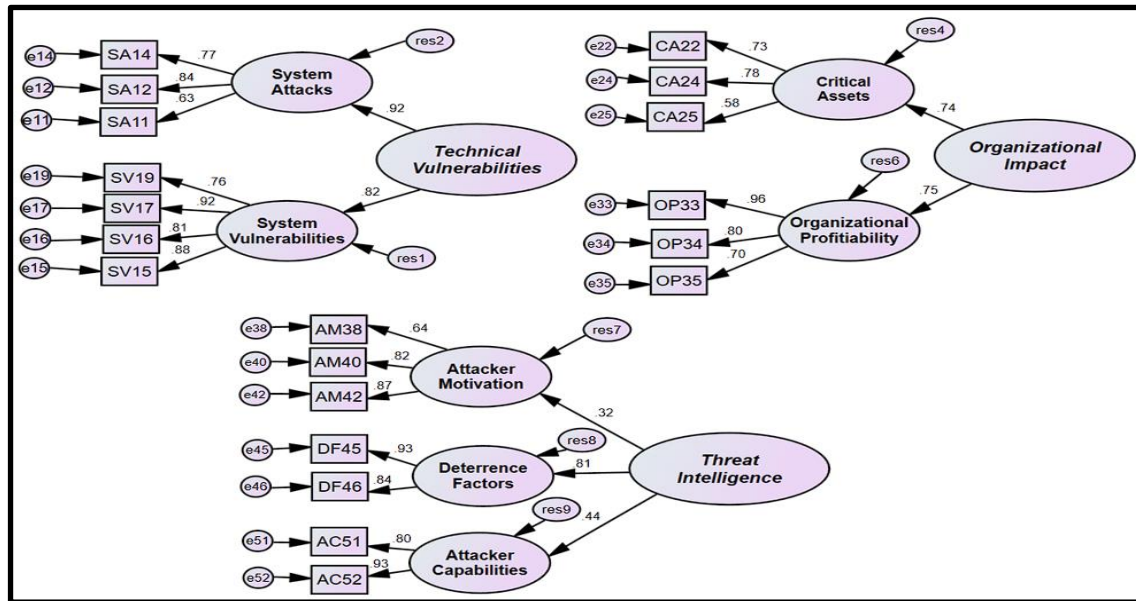 e14
SA14
.77
e12
SA12
.84
e11
SA11
.63
System
Attacks
res2
.92
Technical
Vulnerabilities
.82
e19
SV19
.76
e17
SV17
.92
e16
SV16
.81
e15
SV15
.88
System
Vulnerabilities
res1
e22
CA22
.73
e24
CA24
.78
e25
CA25
.58
Critical
Assets
res4
.74
Organizational
Impact
.75
res6
e33
OP33
.96
e34
OP34
.80
e35
OP35
.70
Organizational
Profitiability
e38
AM38
.64
e40
AM40
.82
e42
AM42
.87
Attacker
Motivation
res7
.32
e45
DF45
.93
e46
DF46
.84
Deterrence
Factors
res8
.81
Threat
Intelligence
.44
e51
AC51
.80
e52
AC52
.93
Attacker
Capabilities
res9